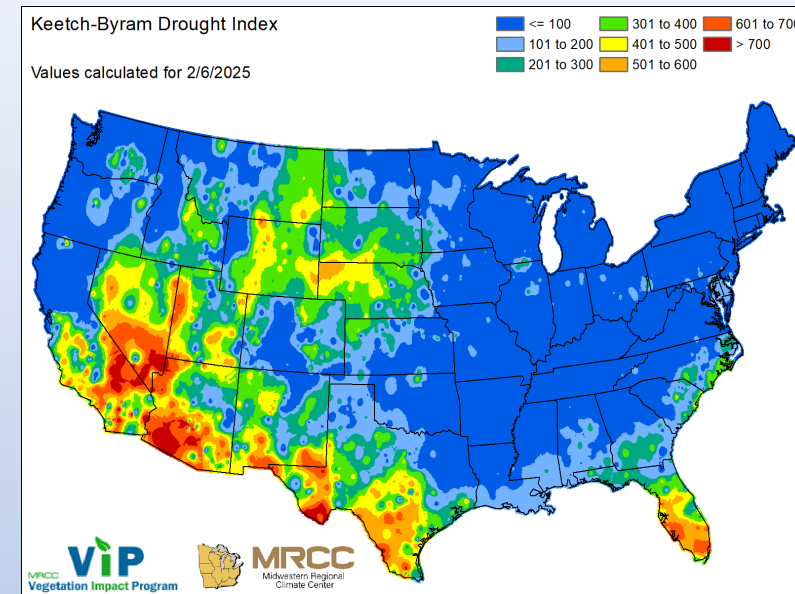 Keetch-Byram Drought Index
Values calculated for 2/6/2025
<= 100
101 to 200
201 to 300
301 to 400
401 to 500
501 to 600
601 to 700
> 700
MRCC
ViP
Vegetation Impact Program
MRCC
Midwestern Regional
Climate Center